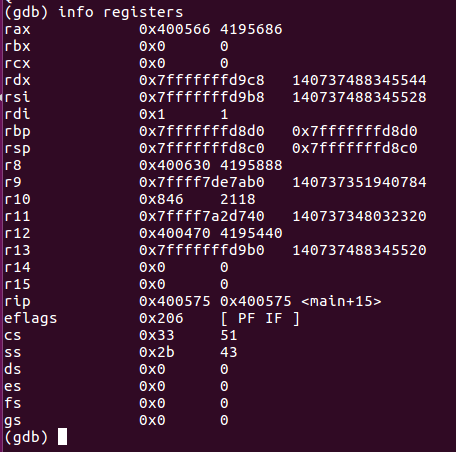 (gdb) info registers
rax 0x400566 4195686
rbx 0x0 0
rcx 0x0 0
rdx 0x7fffffffd9c8 140737488345544
rsi 0x7fffffffd9b8 140737488345528
rdi 0x1 1
rbp 0x7fffffffd8d0 0x7fffffffd8d0
rsp 0x7fffffffd8c0 0x7fffffffd8c0
r8 0x400630 4195888
r9 0x7ffff7de7ab0 140737351940784
r10 0x846 2118
r11 0x7ffff7a2d740 140737348032320
r12 0x400470 4195440
r13 0x7fffffffd9b0 140737488345520
r14 0x0 0
r15 0x0 0
rip 0x400575 0x400575 <main+15>
eflags 0x206 [ PF IF ]
cs 0x33 51
ss 0x2b 43
ds 0x0 0
es 0x0 0
fs 0x0 0
gs 0x0 0
(gdb)